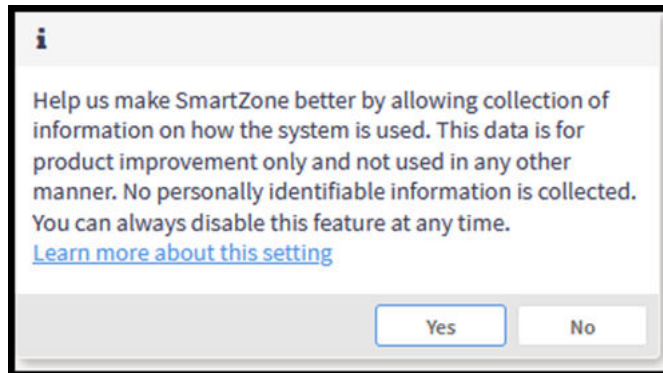 i
Help us make SmartZone better by allowing collection of
information on how the system is used. This data is for
product improvement only and not used in any other
manner. No personally identifiable information is collected.
You can always disable this feature at any time.
Learn more about this setting
Yes No